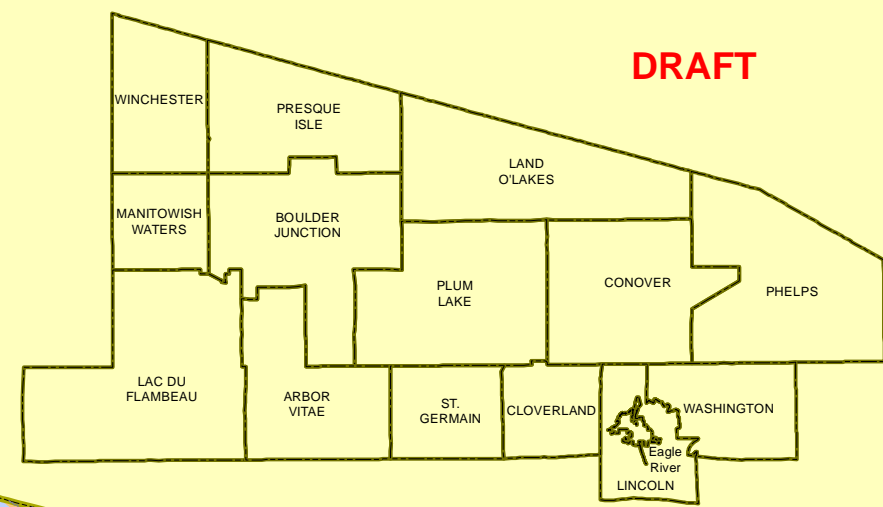 DRAFT
WINCHESTER
PRESQUE
ISLE
LAND
O'LAKES
MANITOWISH
WATERS
BOULDER
JUNCTION
PLUM
LAKE
CONOVER
PHELPS
LAC DU
FLAMBEAU
ARBOR
VITAE
ST.
GERMAIN
CLOVERLAND
WASHINGTON
Eagle
River
LINCOLN